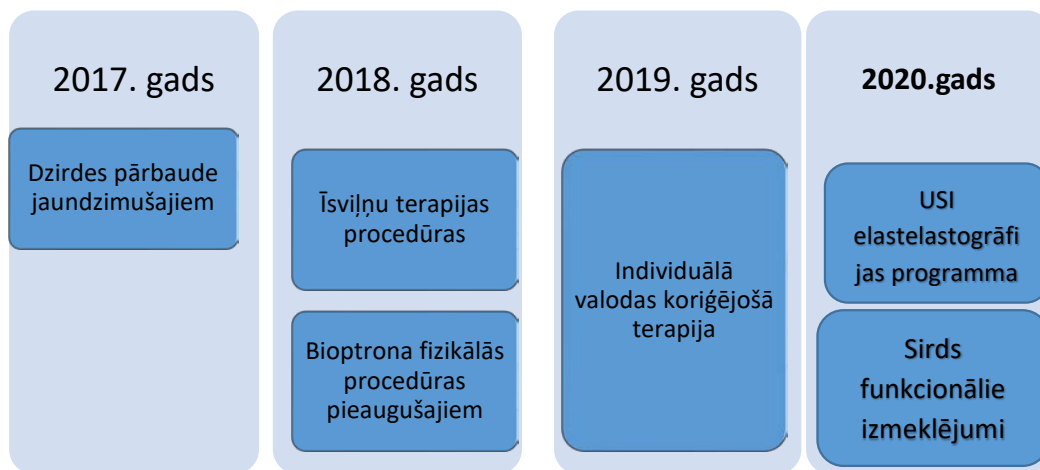 2017. gads
Dzirdes pārbaude
jaundzimušajiem
2018. gads
Īsviļņu terapijas
procedūras
Bioptrona fizikālās
procedūras
pieaugušajiem
2019. gads
Individuālā
valodas koriģējošā
terapija
2020.gads
USI
elastelastogrāfi
jas programma
Sirds
funkcionālie
izmeklējumi